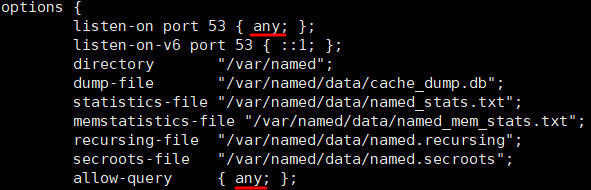 options {
listen-on port 53 { any; };
listen-on-v6 port 53 { ::1; };
directory "/var/named";
dump-file "/var/named/data/cache_dump.db";
statistics-file "/var/named/data/named_stats.txt";
memstatistics-file "/var/named/data/named_mem_stats.txt";
recursing-file "/var/named/data/named.recursing";
secroots-file "/var/named/data/named.secroots";
allow-query { any; };